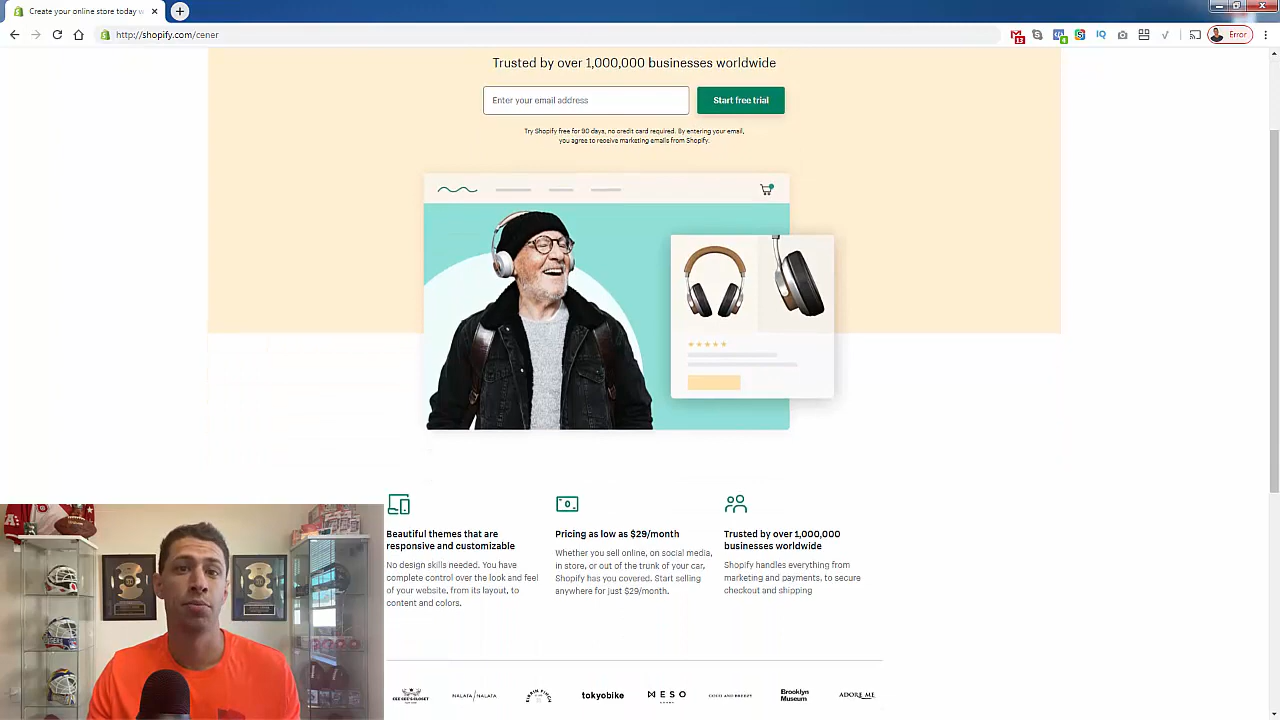 Create your online store today w
http://shopify.com/cener
13
IQ
Error
Trusted by over 1,000,000 businesses worldwide
Enter your email address
Start free trial
Try Shopify free for 90 days, no credit card required. By entering your email,
you agree to receive marketing emails from Shopify.
Beautiful themes that are
responsive and customizable
No design skills needed. You have
complete control over the look and feel
of your website, from its layout, to
content and colors.
Pricing as low as $29/month
Whether you sell online, on social media,
in store, or out of the trunk of your car,
Shopify has you covered. Start selling
anywhere for just $29/month.
Trusted by over 1,000,000
businesses worldwide
Shopify handles everything from
marketing and payments, to secure
checkout and shipping
NALATA NALATA
tokyobike
MESO
COCO AND BREEZY
Brooklyn
Museum
ADORE ME